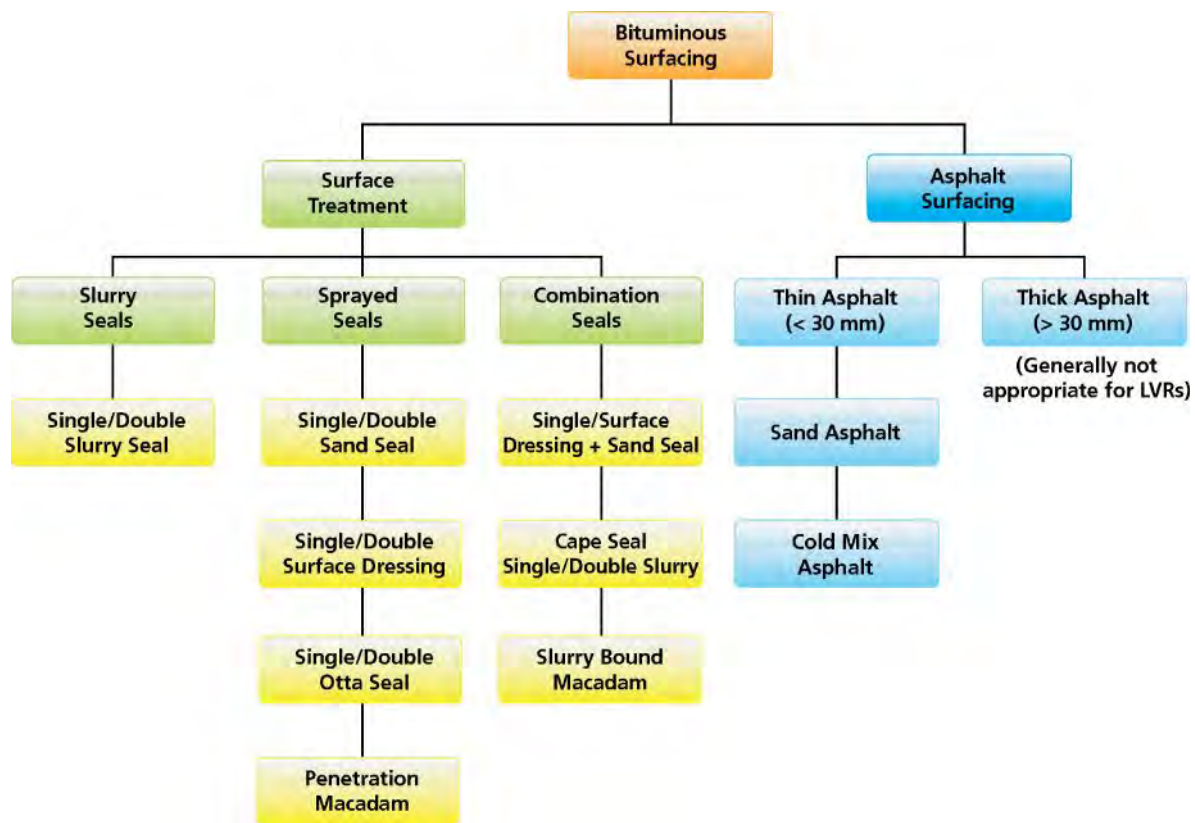 Bituminous
Surfacing
Surface
Treatment
Asphalt
Surfacing
Slurry
Seals
Sprayed
Seals
Combination
Seals
Thin Asphalt
(< 30 mm)
Thick Asphalt
(> 30 mm)
(Generally not
appropriate for LVRs)
Single/Double
Slurry Seal
Single/Double
Sand Seal
Single/Surface
Dressing + Sand Seal
Sand Asphalt
Single/Double
Surface Dressing
Cape Seal
Single/Double Slurry
Cold Mix
Asphalt
Single/Double
Otta Seal
Slurry Bound
Macadam
Penetration
Macadam